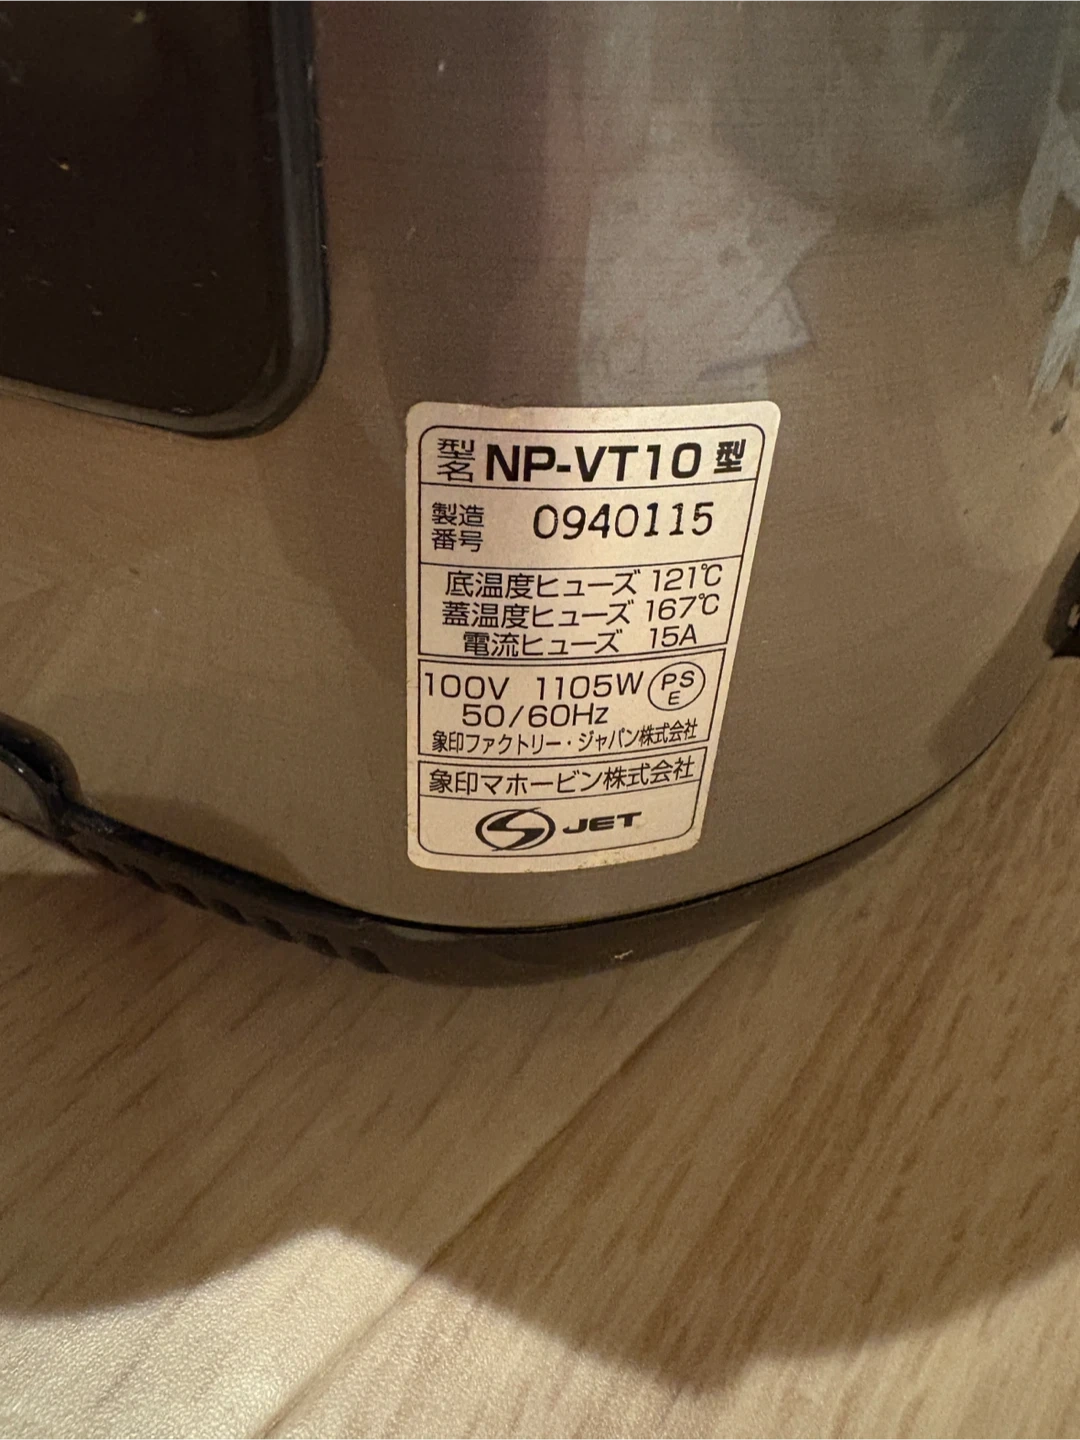 型名 NP-VT10 型
製造番号 0940115
底温度ヒューズ 121℃
蓋温度ヒューズ 167℃
電流ヒューズ 15A
100V 1105W PSE
50/60Hz
象印ファクトリー・ジャパン株式会社
象印マホービン株式会社
S JET